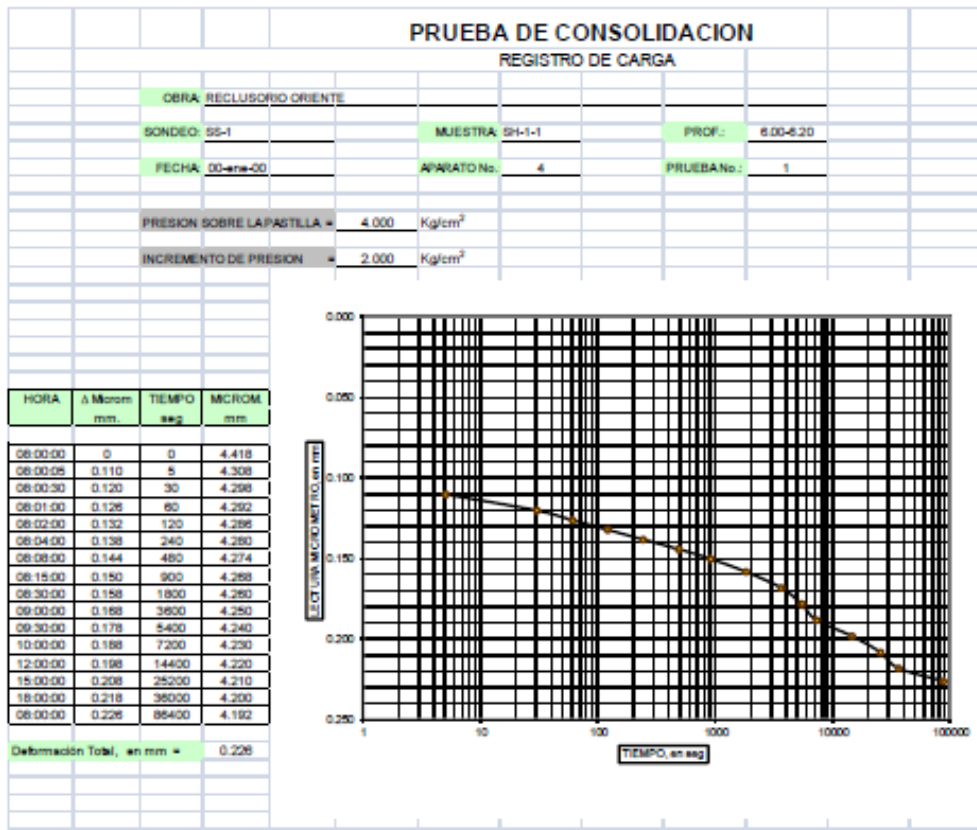 PRUEBA DE CONSOLIDACION
REGISTRO DE CARGA
OBRA: RECLUSORIO ORIENTE
SONDEO: SS-1 MUESTRA: SH-1-1 PROF.: 6.00-6.20
FECHA: 00-ene-00 APARATO No.: 4 PRUEBA No.: 1
PRESION SOBRE LA PASTILLA = 4.000 Kg/cm²
INCREMENTO DE PRESION = 2.000 Kg/cm²
HORA Δ Microm TIEMPO MICROM.
mm. seg mm
08:00:00 0 0 4.418
08:00:05 0.110 5 4.308
08:00:30 0.120 30 4.298
08:01:00 0.126 60 4.292
08:02:00 0.132 120 4.286
08:04:00 0.138 240 4.280
08:08:00 0.144 480 4.274
08:15:00 0.150 900 4.268
08:30:00 0.158 1800 4.260
09:00:00 0.168 3600 4.250
09:30:00 0.178 5400 4.240
10:00:00 0.188 7200 4.230
12:00:00 0.198 14400 4.220
15:00:00 0.208 25200 4.210
18:00:00 0.218 36000 4.200
08:00:00 0.226 86400 4.192
Deformación Total, en mm = 0.226
LECTURA MICROMETRO, en mm
0.000
0.050
0.100
0.150
0.200
0.250
1 10 100 1000 10000 100000
TIEMPO, en seg